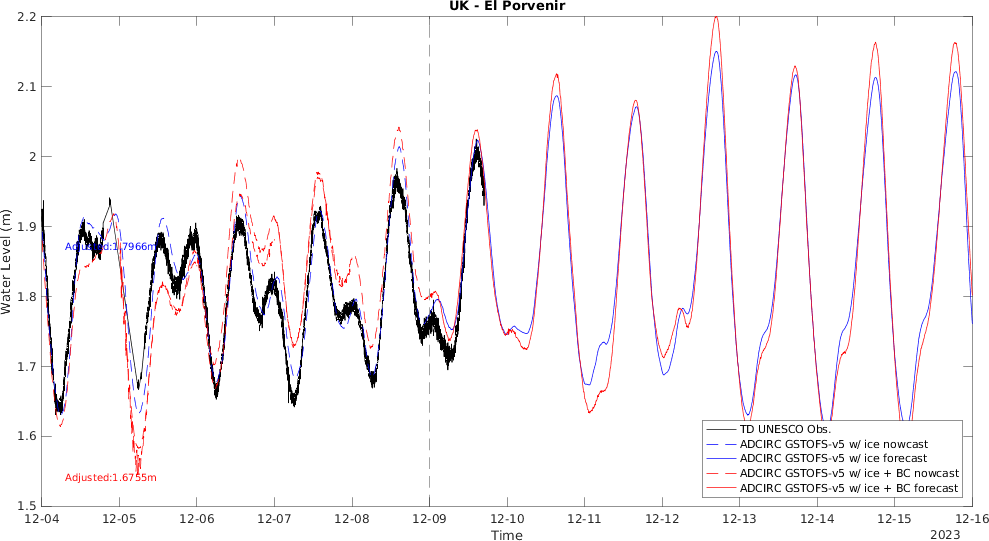 UK - El Porvenir
2.2
2.1
2
1.9
1.8
1.7
1.6
1.5
Water Level (m)
Adjusted:1.7966m
Adjusted:1.6755m
TD UNESCO Obs.
ADCIRC GSTOFS-v5 w/ ice nowcast
ADCIRC GSTOFS-v5 w/ ice forecast
ADCIRC GSTOFS-v5 w/ ice + BC nowcast
ADCIRC GSTOFS-v5 w/ ice + BC forecast
12-04 12-05 12-06 12-07 12-08 12-09 12-10 12-11 12-12 12-13 12-14 12-15 12-16
Time
2023